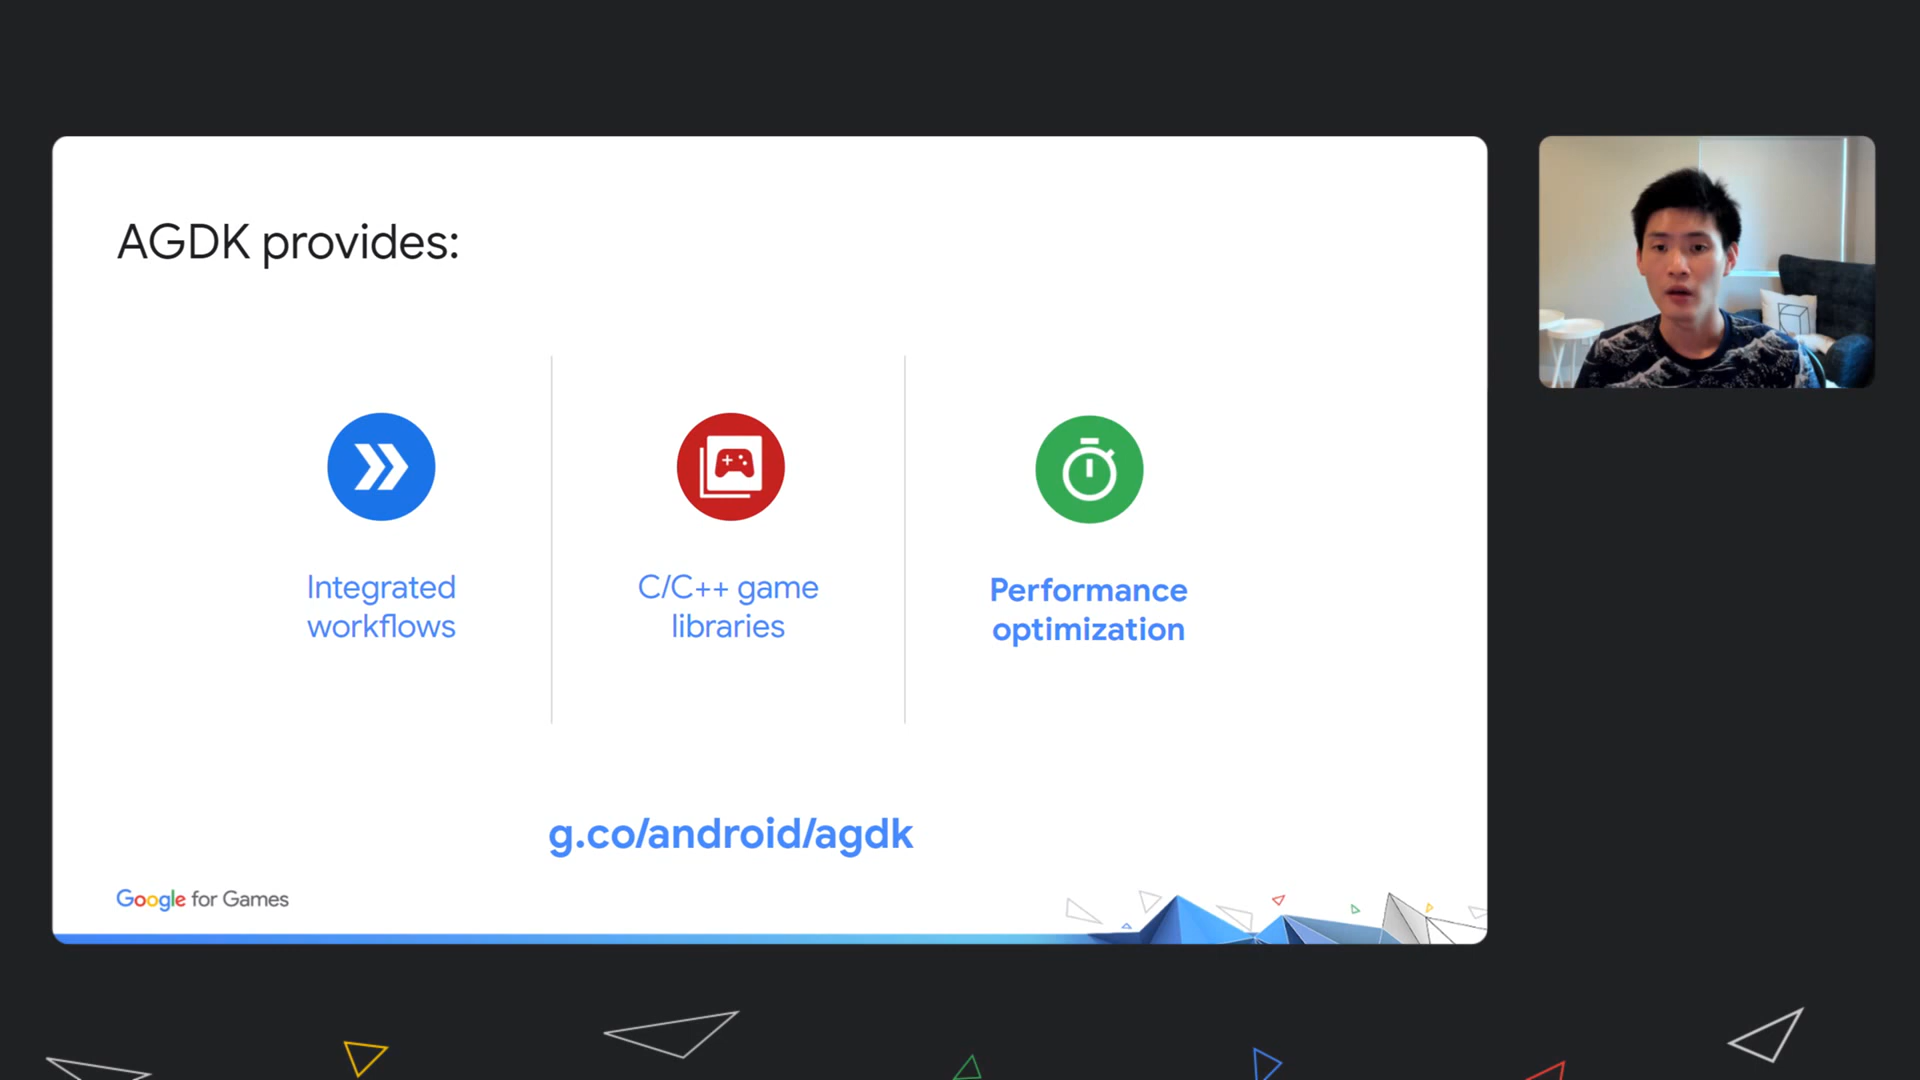 AGDK provides:
Integrated
workflows
C/C++ game
libraries
Performance
optimization
g.co/android/agdk
Google for Games